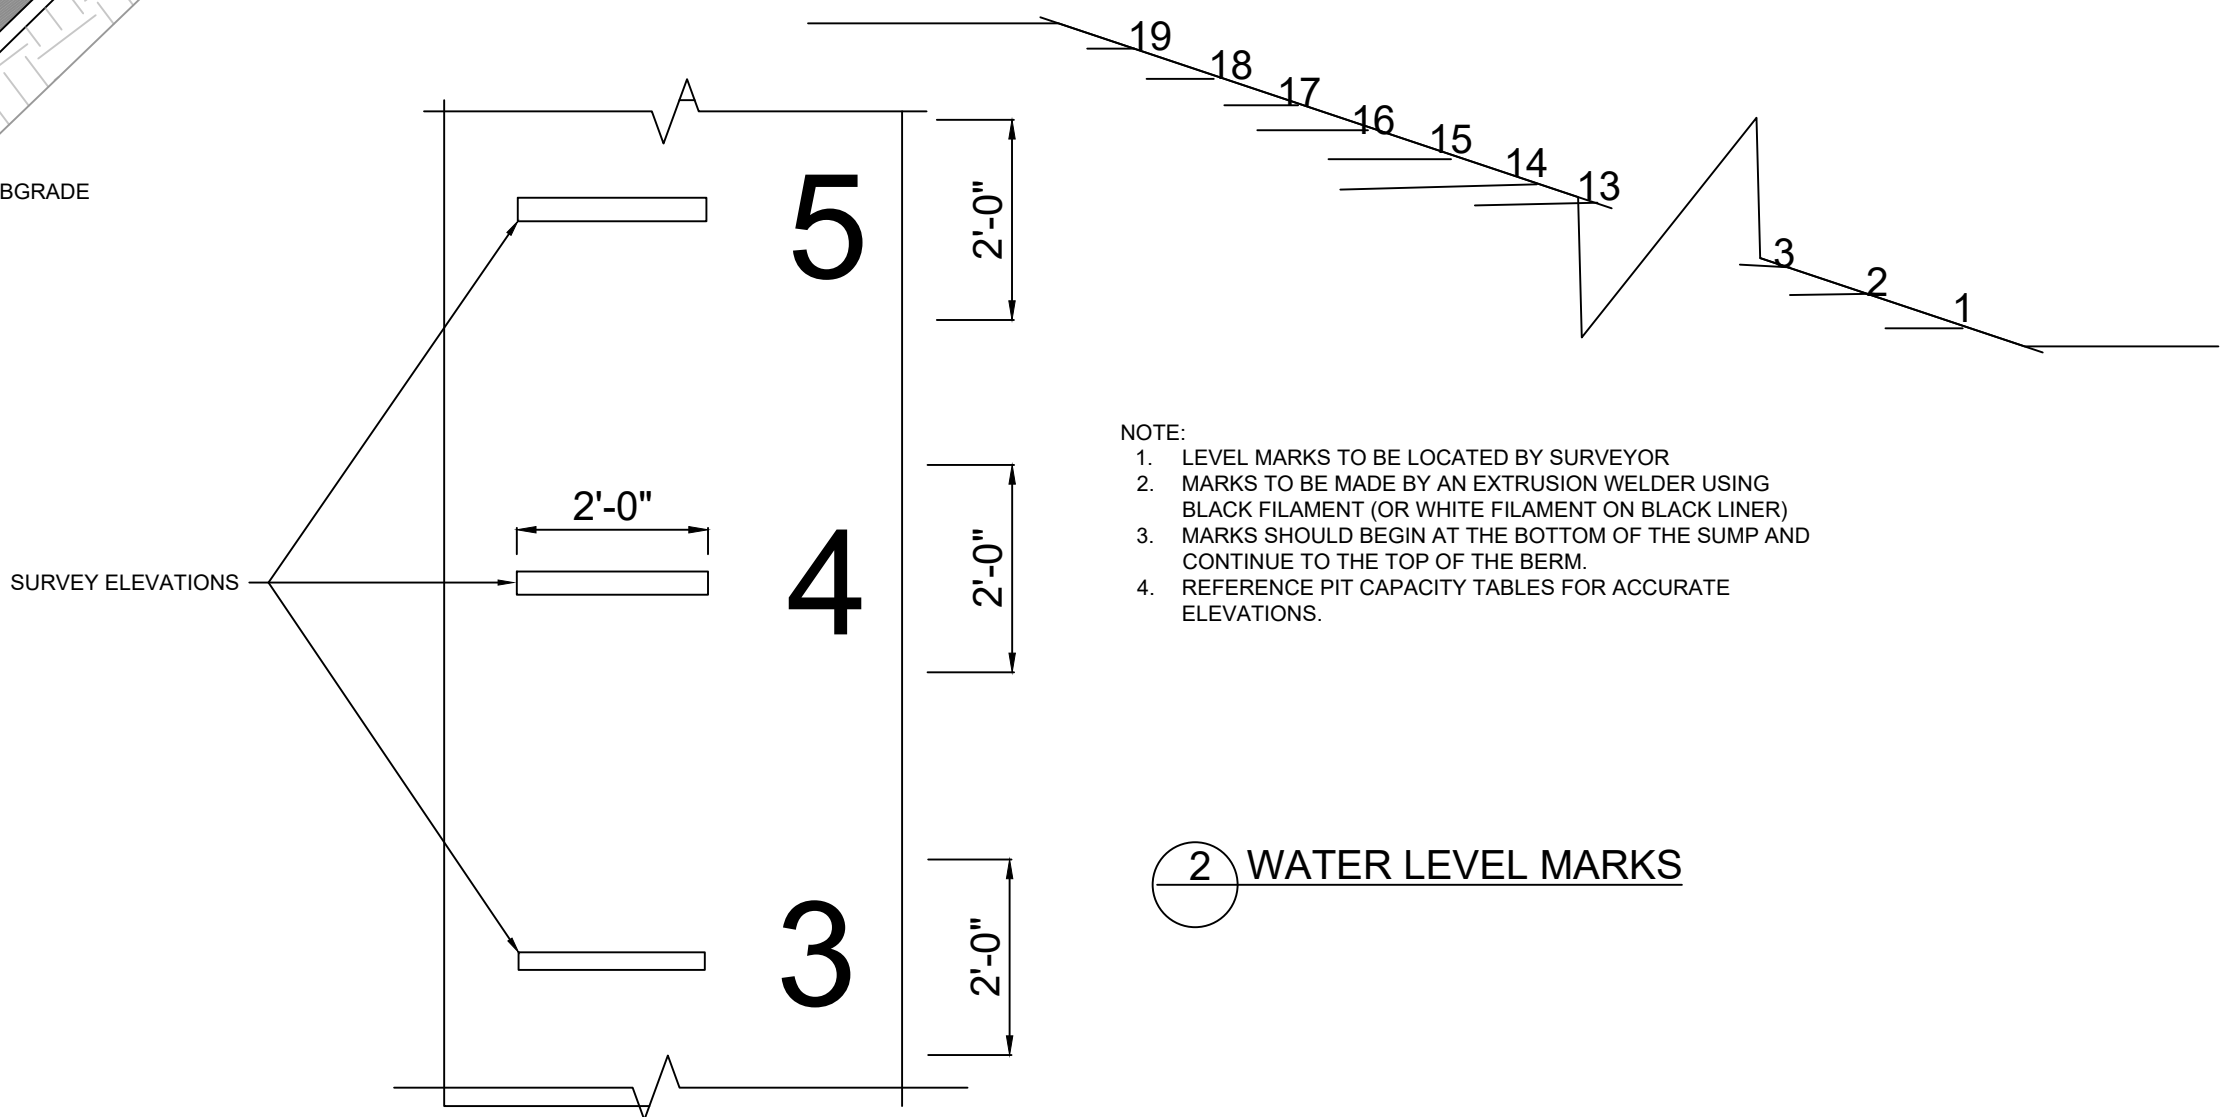 BGRADE
5
2'-0"
SURVEY ELEVATIONS
2'-0"
4
2'-0"
3
2'-0"
19
18
17
16
15
14
13
3
2
1
NOTE:
1. LEVEL MARKS TO BE LOCATED BY SURVEYOR
2. MARKS TO BE MADE BY AN EXTRUSION WELDER USING
BLACK FILAMENT (OR WHITE FILAMENT ON BLACK LINER)
3. MARKS SHOULD BEGIN AT THE BOTTOM OF THE SUMP AND
CONTINUE TO THE TOP OF THE BERM.
4. REFERENCE PIT CAPACITY TABLES FOR ACCURATE
ELEVATIONS.
2 WATER LEVEL MARKS